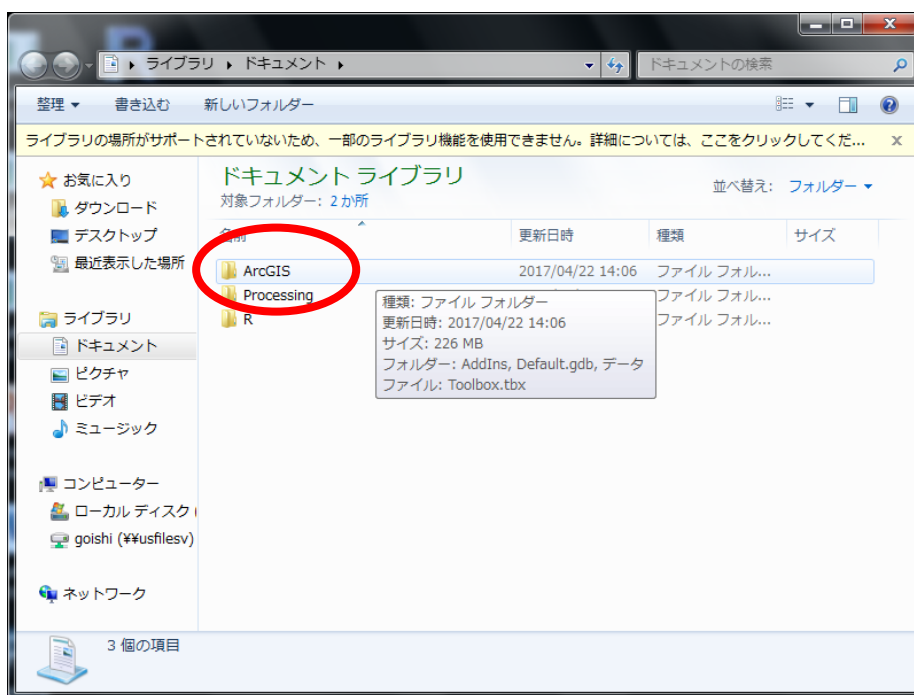 ライブラリ ▸ ドキュメント ▸
ドキュメントの検索
整理 ▼ 書き込む 新しいフォルダー
ライブラリの場所がサポートされていないため、一部のライブラリ機能を使用できません。詳細については、ここをクリックしてくだ... x
お気に入り
ダウンロード
デスクトップ
最近表示した場所
ライブラリ
ドキュメント
ピクチャ
ビデオ
ミュージック
コンピューター
ローカル ディスク (
goishi (¥¥usfilesv)
ネットワーク
ドキュメント ライブラリ
対象フォルダー: 2 か所
並べ替え: フォルダー ▼
名前 更新日時 種類 サイズ
ArcGIS 2017/04/22 14:06 ファイル フォル...
Processing ファイル フォル...
R ファイル フォル...
種類: ファイル フォルダー
更新日時: 2017/04/22 14:06
サイズ: 226 MB
フォルダー: AddIns, Default.gdb, データ
ファイル: Toolbox.tbx
3 個の項目